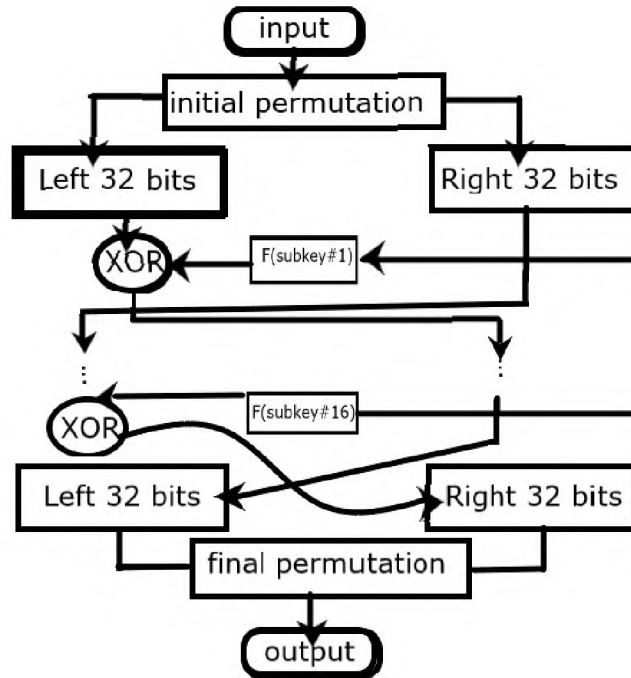 input
initial permutation
Left 32 bits
Right 32 bits
XOR
F(subkey#1)
⋮
⋮
F(subkey#16)
XOR
Left 32 bits
Right 32 bits
final permutation
output